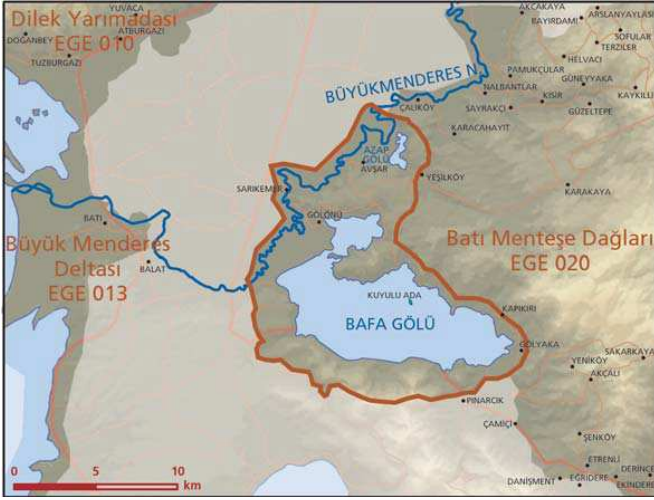 Dilek Yarımadası
EGE 010
YUVACA
ATBURGAZI
DOĞANBEY
TUZBURGAZI
AKÇAKAYA
BAYIRDAMI
ARSLANYAYLASI
SOFULAR
TERZİLER
HELVACI
PAMUKÇULAR
GÜNEYYAKA
NALBANTLAR
KISIR
KAYKILLI
SAYRAKÇI
GÜZELTEPE
BÜYÜKMENDERES N.
ÇALIKÖY
KARACAHAYIT
AZAP
GÖLÜ
AVŞAR
YEŞİLKÖY
KARAKAYA
SARIKEMER
GÖLÖNÜ
BATI
BALAT
Büyük Menderes
Deltası
EGE 013
Batı Menteşe Dağları
EGE 020
KUYULU ADA
BAFA GÖLÜ
KAPIKIRI
GÖLYAKA
SAKARKAYA
YENİKÖY
AKÇALI
PINARCIK
ÇAMİÇİ
ŞENKÖY
ETRENLİ
DERİNCE
EĞRİDERE
EKİNDERE
DANİŞMENT
0 5 10
km